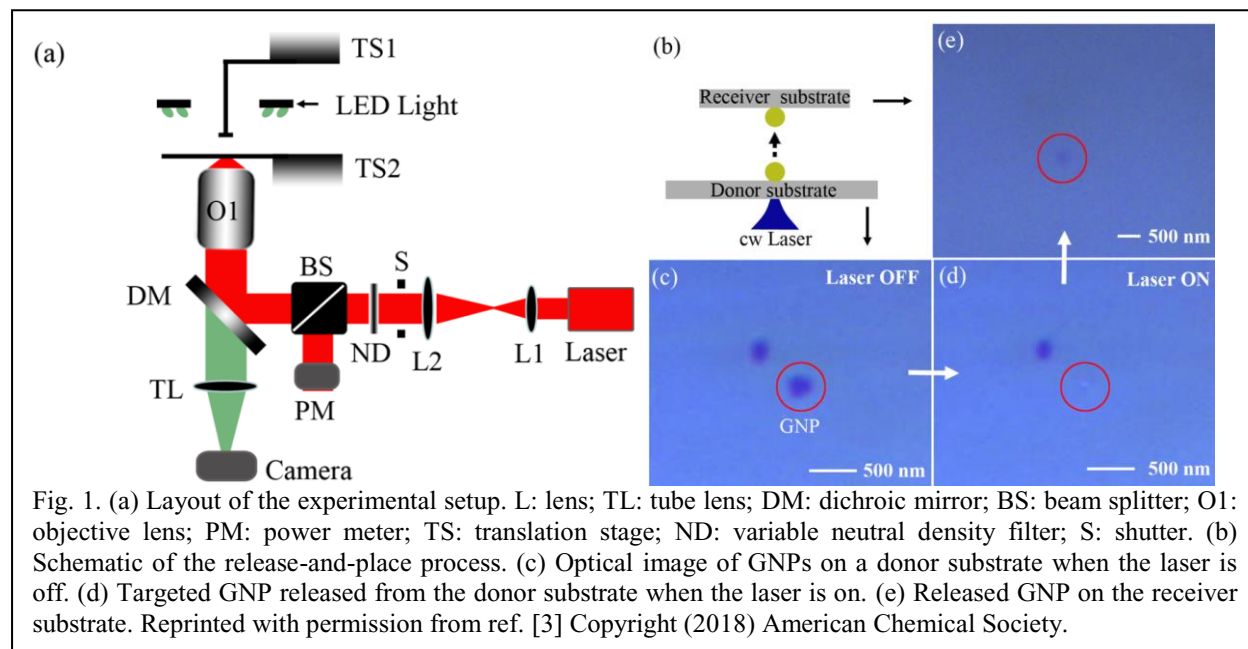 (a)
TS1
LED Light
TS2
O1
BS
S
DM
ND
L2
L1
Laser
TL
PM
Camera
(b)
Receiver substrate
Donor substrate
cw Laser
(c)
Laser OFF
GNP
500 nm
(d)
Laser ON
500 nm
(e)
500 nm
Fig. 1. (a) Layout of the experimental setup. L: lens; TL: tube lens; DM: dichroic mirror; BS: beam splitter; O1:
objective lens; PM: power meter; TS: translation stage; ND: variable neutral density filter; S: shutter. (b)
Schematic of the release-and-place process. (c) Optical image of GNPs on a donor substrate when the laser is
off. (d) Targeted GNP released from the donor substrate when the laser is on. (e) Released GNP on the receiver
substrate. Reprinted with permission from ref. [3] Copyright (2018) American Chemical Society.